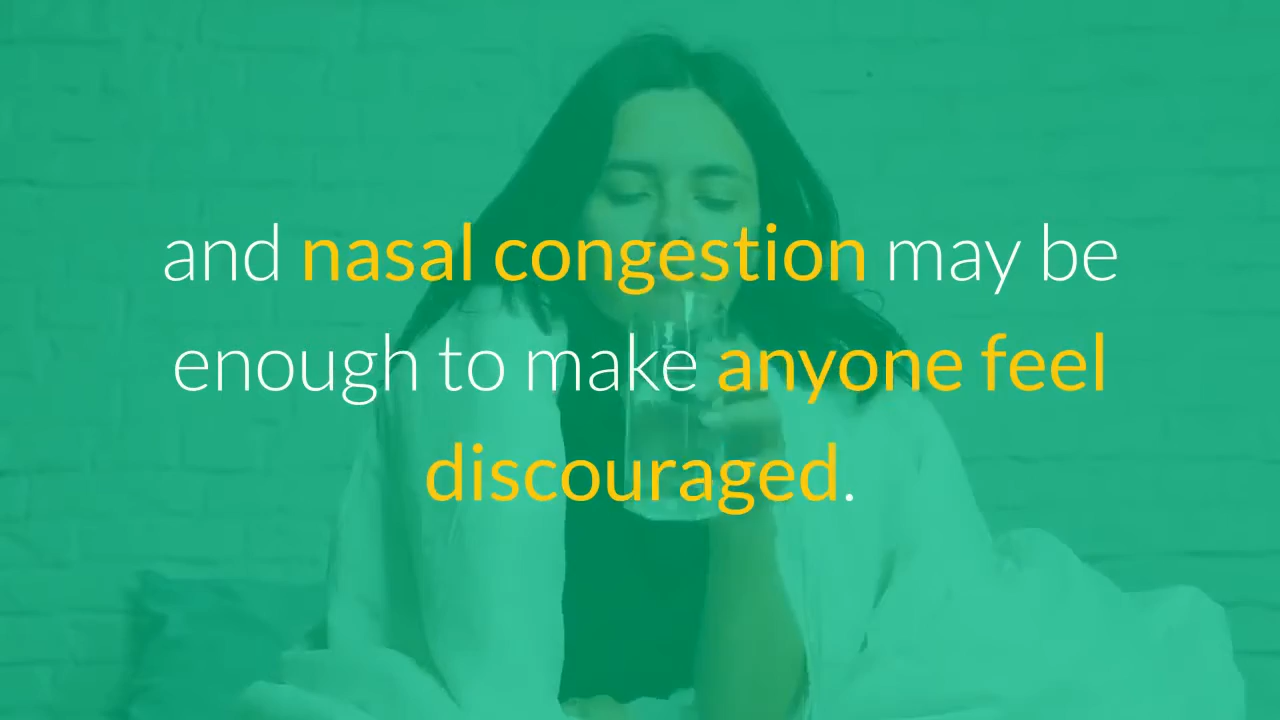 and nasal congestion may be
enough to make anyone feel
discouraged.